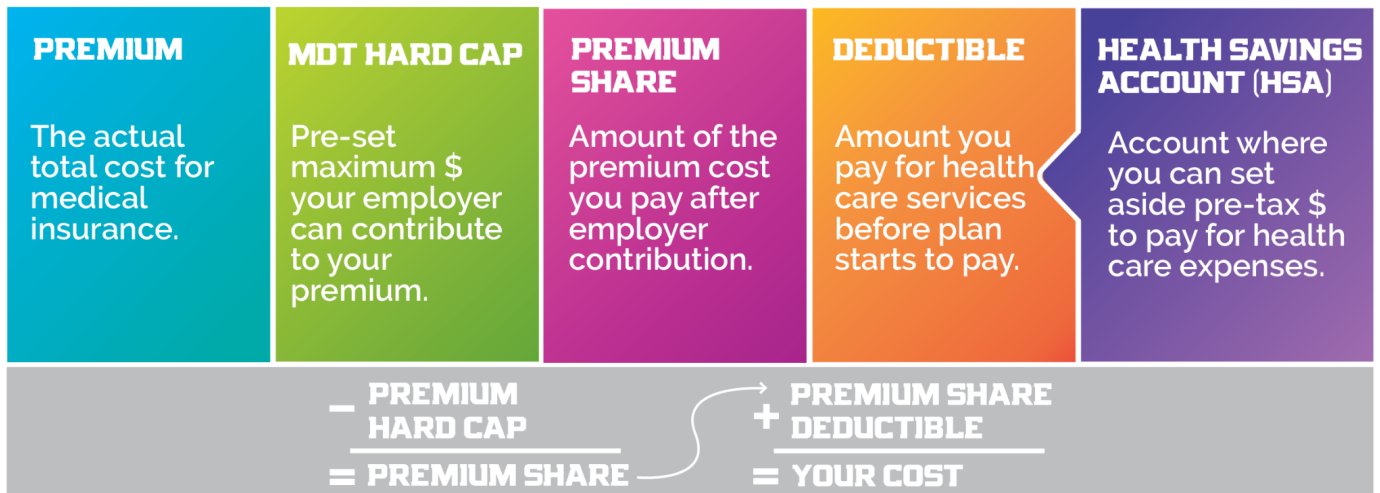 PREMIUM
The actual
total cost for
medical
insurance.
MDT HARD CAP
Pre-set
maximum $
your employer
can contribute
to your
premium.
PREMIUM
SHARE
Amount of the
premium cost
you pay after
employer
contribution.
DEDUCTIBLE
Amount you
pay for health
care services
before plan
starts to pay.
HEALTH SAVINGS
ACCOUNT (HSA)
Account where
you can set
aside pre-tax $
to pay for health
care expenses.
PREMIUM
− HARD CAP
= PREMIUM SHARE
PREMIUM SHARE
+ DEDUCTIBLE
= YOUR COST